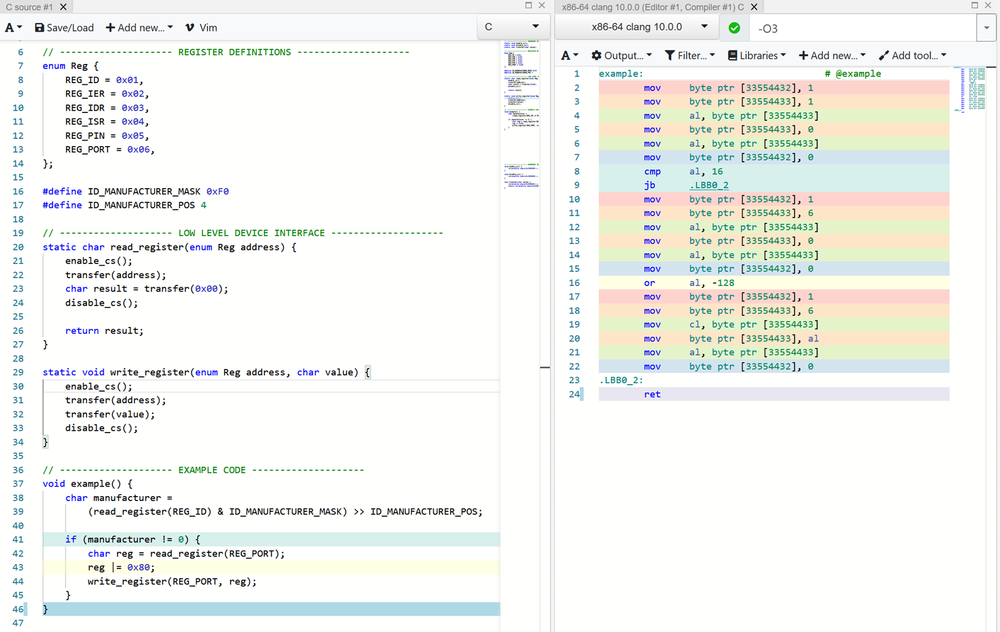 C source #1
A Save/Load Add new... Vim C
6 // -------------------- REGISTER DEFINITIONS --------------------
7 enum Reg {
8     REG_ID = 0x01,
9     REG_IER = 0x02,
10     REG_IDR = 0x03,
11     REG_ISR = 0x04,
12     REG_PIN = 0x05,
13     REG_PORT = 0x06,
14 };
15
16 #define ID_MANUFACTURER_MASK 0xF0
17 #define ID_MANUFACTURER_POS 4
18
19 // -------------------- LOW LEVEL DEVICE INTERFACE --------------------
20 static char read_register(enum Reg address) {
21     enable_cs();
22     transfer(address);
23     char result = transfer(0x00);
24     disable_cs();
25
26     return result;
27 }
28
29 static void write_register(enum Reg address, char value) {
30     enable_cs();
31     transfer(address);
32     transfer(value);
33     disable_cs();
34 }
35
36 // -------------------- EXAMPLE CODE --------------------
37 void example() {
38     char manufacturer =
39         (read_register(REG_ID) & ID_MANUFACTURER_MASK) >> ID_MANUFACTURER_POS;
40
41     if (manufacturer != 0) {
42         char reg = read_register(REG_PORT);
43         reg |= 0x80;
44         write_register(REG_PORT, reg);
45     }
46 }
47
x86-64 clang 10.0.0 (Editor #1, Compiler #1) C
x86-64 clang 10.0.0 -O3
A Output... Filter... Libraries Add new... Add tool...
1 example: # @example
2         mov     byte ptr [33554432], 1
3         mov     byte ptr [33554433], 1
4         mov     al, byte ptr [33554433]
5         mov     byte ptr [33554433], 0
6         mov     al, byte ptr [33554433]
7         mov     byte ptr [33554432], 0
8         cmp     al, 16
9         jb      .LBB0_2
10         mov     byte ptr [33554432], 1
11         mov     byte ptr [33554433], 6
12         mov     al, byte ptr [33554433]
13         mov     byte ptr [33554433], 0
14         mov     al, byte ptr [33554433]
15         mov     byte ptr [33554432], 0
16         or      al, -128
17         mov     byte ptr [33554432], 1
18         mov     byte ptr [33554433], 6
19         mov     cl, byte ptr [33554433]
20         mov     byte ptr [33554433], al
21         mov     al, byte ptr [33554433]
22         mov     byte ptr [33554432], 0
23 .LBB0_2:
24         ret